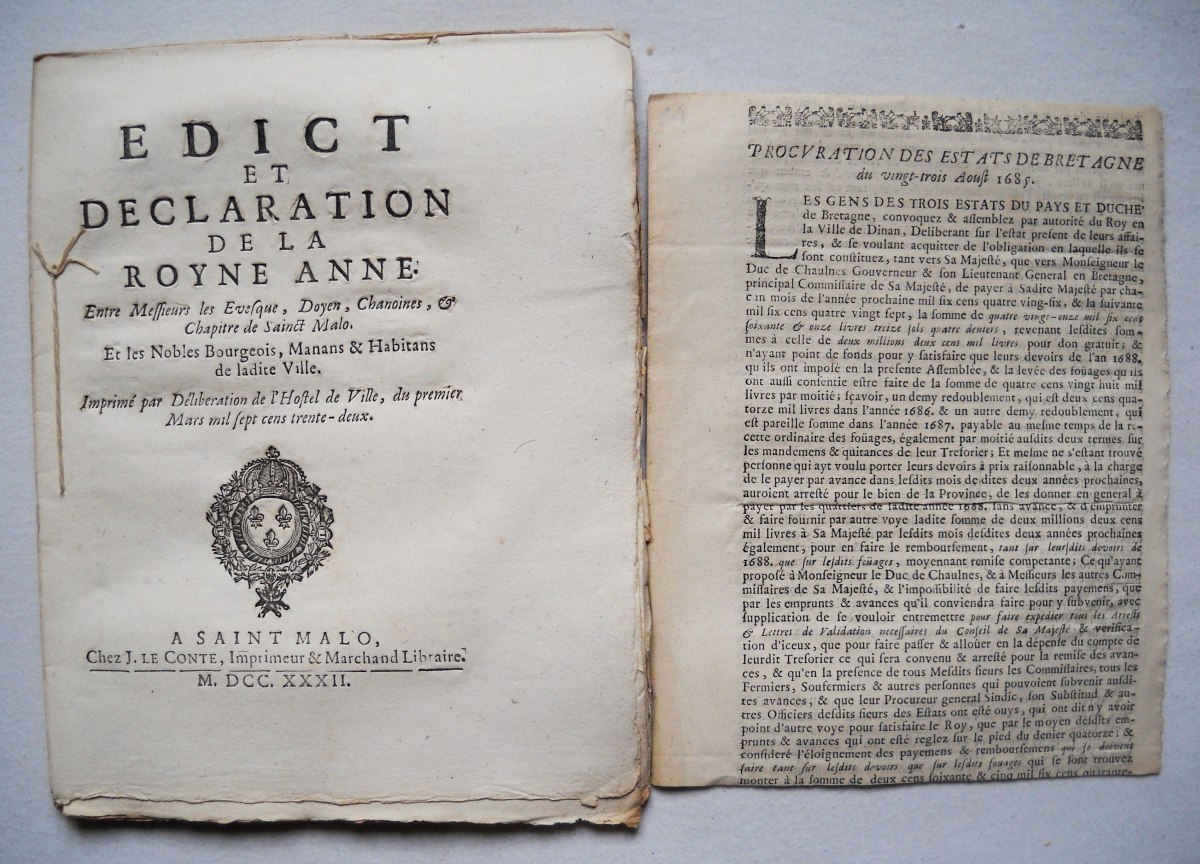 EDICT
ET
DECLARATION
DE LA
ROYNE ANNE:
Entre Meſſieurs les Eveſque, Doyen, Chanoines, &
Chapitre de Sainct Malo.
Et les Nobles Bourgeois, Manans & Habitans
de ladite Ville.
Imprimé par Déliberation de l'Hoſtel de Ville, du premier
Mars mil ſept cens trente-deux.
A SAINT MALO,
Chez J. LE CONTE, Imprimeur & Marchand Libraire.
M. DCC. XXXII.
PROCVRATION DES ESTATS DE BRETAGNE
du vingt-trois Aouſt 1685.
LES GENS DES TROIS ESTATS DU PAYS ET DUCHE'
de Bretagne, convoquez & aſſemblez par autorité du Roy en
la Ville de Dinan, Deliberant ſur l'eſtat preſent de leurs affai-
res, & ſe voulant acquitter de l'obligation en laquelle ils ſe
ſont conſtituez, tant vers Sa Majeſté, que vers Monſeigneur le
Duc de Chaulnes Gouverneur & ſon Lieutenant General en Bretagne,
principal Commiſſaire de Sa Majeſté, de payer à Sadite Majeſté par cha-
cun mois de l'année prochaine mil ſix cens quatre ving-ſix, & la ſuivante
mil ſix cens quatre vingt ſept, la ſomme de quatre vingt-onze mil ſix cens
ſoixante & onze livres treize ſols quatre deniers, revenant leſdites ſom-
mes à celle de deux millions deux cens mil livres pour don gratuit; &
n'ayant point de fonds pour y ſatisfaire que leurs devoirs de l'an 1688.
qu'ils ont impoſé en la preſente Aſſemblée, & la levée des foüages qu'ils
ont auſſi conſentie eſtre faite de la ſomme de quatre cens vingt huit mil
livres par moitié; ſçavoir, un demy redoublement, qui eſt deux cens qua-
torze mil livres dans l'année 1686. & un autre demy redoublement, qui
eſt pareille ſomme dans l'année 1687. payable au meſme temps de la re-
cette ordinaire des foüages, également par moitié auſdits deux termes ſur
les mandemens & quitances de leur Treſorier; Et meſme ne s'eſtant trouvé
perſonne qui ayt voulu porter leurs devoirs à prix raiſonnable, à la charge
de le payer par avance dans leſdits mois de dites deux années prochaines,
auroient arreſté pour le bien de la Province, de les donner en general à
payer par les quartiers de ladite année 1688. ſans avance, & d'emprunter
& faire fournir par autre voye ladite ſomme de deux millions deux cens
mil livres à Sa Majeſté par leſdits mois deſdites deux années prochaines
également, pour en faire le rembourſement, tant ſur leurſdits devoirs de
1688. que ſur leſdits foüages, moyennant remiſe competante; Ce qu'ayant
propoſé à Monſeigneur le Duc de Chaulnes, & à Meſſieurs les autres Com-
miſſaires de Sa Majeſté, & l'impoſſibilité de faire leſdits payemens, que
par les emprunts & avances qu'il conviendra faire pour y ſubvenir, avec
ſupplication de ſe vouloir entremettre pour faire expedier tous les Arreſts
& Lettres de Validation neceſſaires du Conſeil de Sa Majeſté & verifica-
tion d'iceux, que pour faire paſſer & alloüer en la dépenſe du compte de
leurdit Treſorier ce qui ſera convenu & arreſté pour la remiſe des avan-
ces, & qu'en la preſence de tous Meſdits ſieurs les Commiſſaires, tous les
Fermiers, Souſermiers & autres perſonnes qui pouvoient ſubvenir auſdi-
tes avances, & que leur Procureur general Sindic, ſon Subſtitud & au-
tres Officiers deſdits ſieurs des Eſtats ont eſté ouys, qui ont dit n'y avoir
point d'autre voye pour ſatisfaire le Roy, que par le moyen deſdits em-
prunts & avances qui ont eſté reglez ſur le pied du denier quatorze; &
conſideré l'éloignement des payemens & rembourſemens qui ſe doivent
faire tant ſur leſdits devoirs que ſur leſdits foüages qui ſe ſont trouvez
monter à la ſomme de deux cens ſoixante & cinq mil ſix cens quarante-